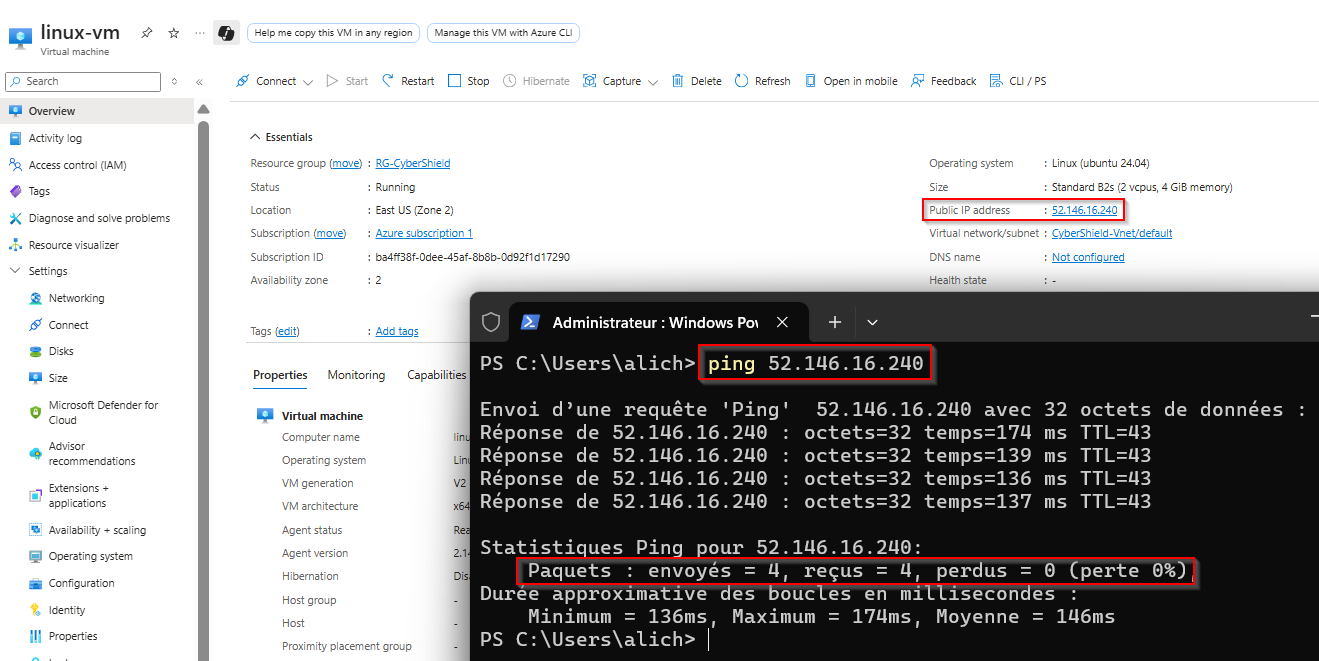 linux-vm
Help me copy this VM in any region
Manage this VM with Azure CLI
Virtual machine
Search
Connect
Start
Restart
Stop
Hibernate
Capture
Delete
Refresh
Open in mobile
Feedback
CLI / PS
Overview
Activity log
Access control (IAM)
Tags
Diagnose and solve problems
Resource visualizer
Settings
Networking
Connect
Disks
Size
Microsoft Defender for
Cloud
Advisor
recommendations
Extensions +
applications
Availability + scaling
Operating system
Configuration
Identity
Properties
Essentials
Resource group (move) : RG-CyberShield
Status : Running
Location : East US (Zone 2)
Subscription (move) : Azure subscription 1
Subscription ID : ba4ff38f-0dee-45af-8b8b-0d92f1d17290
Availability zone : 2
Tags (edit) : Add tags
Operating system : Linux (ubuntu 24.04)
Size : Standard B2s (2 vcpus, 4 GiB memory)
Public IP address : 52.146.16.240
Virtual network/subnet : CyberShield-Vnet/default
DNS name : Not configured
Health state : -
Properties
Monitoring
Capabilities
Virtual machine
Computer name
Operating system
VM generation V2
VM architecture x64
Agent status
Agent version
Hibernation
Host group -
Host -
Proximity placement group -
Administrateur : Windows
PS C:\Users\alich> ping 52.146.16.240
Envoi d’une requête 'Ping'  52.146.16.240 avec 32 octets de données :
Réponse de 52.146.16.240 : octets=32 temps=174 ms TTL=43
Réponse de 52.146.16.240 : octets=32 temps=139 ms TTL=43
Réponse de 52.146.16.240 : octets=32 temps=136 ms TTL=43
Réponse de 52.146.16.240 : octets=32 temps=137 ms TTL=43
Statistiques Ping pour 52.146.16.240:
Paquets : envoyés = 4, reçus = 4, perdus = 0 (perte 0%),
Durée approximative des boucles en millisecondes :
Minimum = 136ms, Maximum = 174ms, Moyenne = 146ms
PS C:\Users\alich>